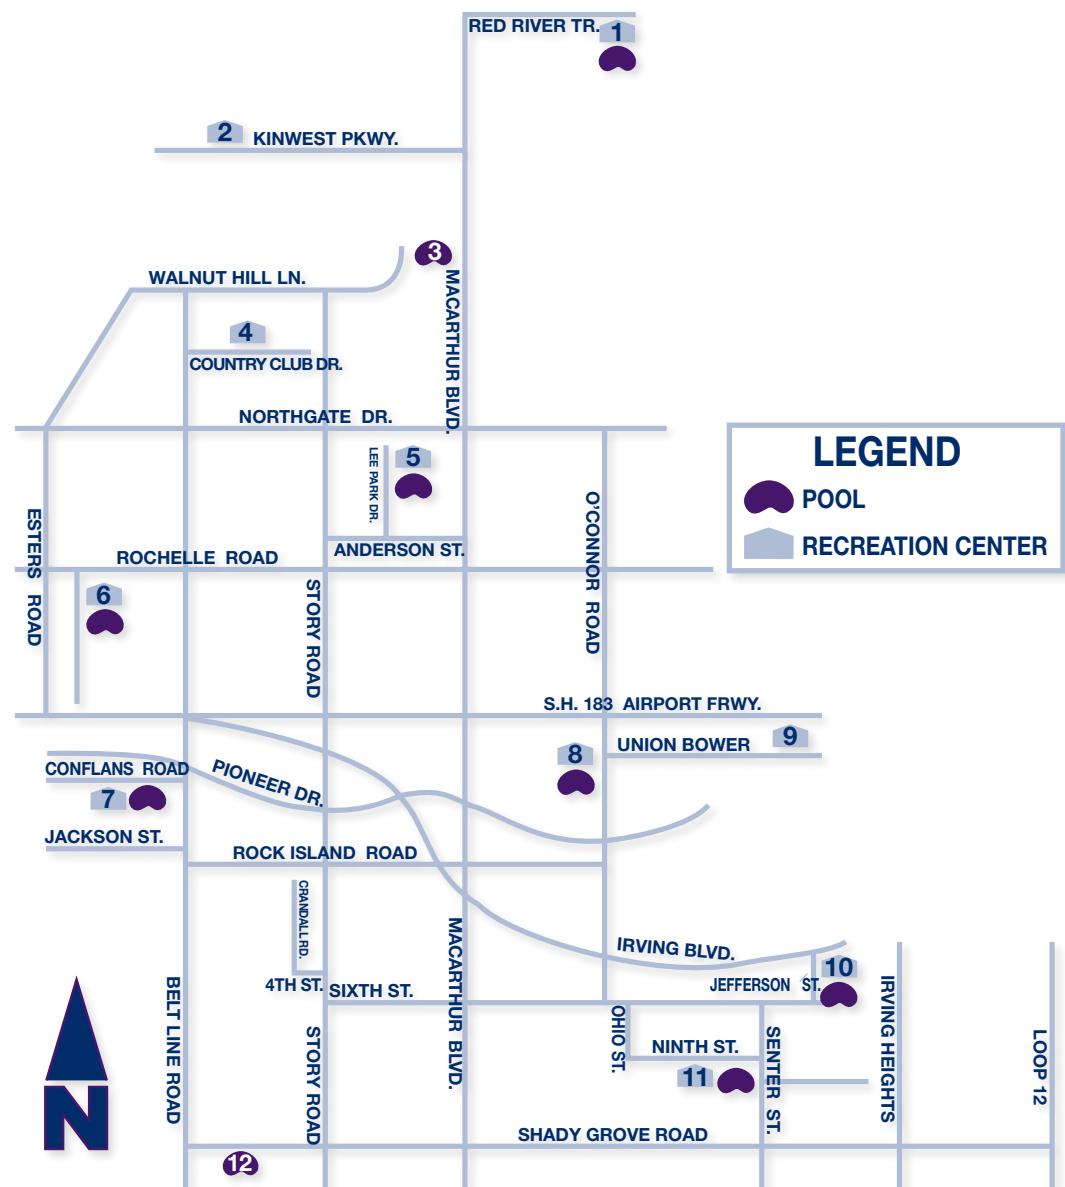 RED RIVER TR.
1
2
KINWEST PKWY.
3
WALNUT HILL LN.
MACARTHUR BLVD.
4
COUNTRY CLUB DR.
NORTHGATE DR.
LEE PARK DR.
5
LEGEND
POOL
RECREATION CENTER
ESTERS ROAD
O'CONNOR ROAD
ANDERSON ST.
ROCHELLE ROAD
6
STORY ROAD
S.H. 183 AIRPORT FRWY.
UNION BOWER
9
8
CONFLANS ROAD
PIONEER DR.
7
JACKSON ST.
ROCK ISLAND ROAD
CRANDALL RD.
MACARTHUR BLVD.
IRVING BLVD.
10
JEFFERSON ST.
4TH ST.
SIXTH ST.
BELT LINE ROAD
STORY ROAD
OHIO ST.
NINTH ST.
11
SENTER ST.
IRVING HEIGHTS
LOOP 12
N
SHADY GROVE ROAD
12